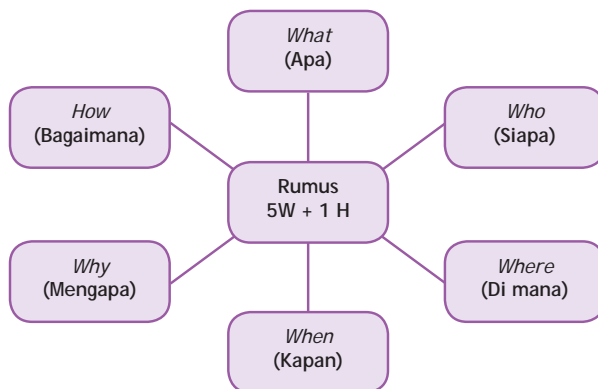 What
(Apa)
How
(Bagaimana)
Who
(Siapa)
Rumus
5W + 1 H
Why
(Mengapa)
Where
(Di mana)
When
(Kapan)